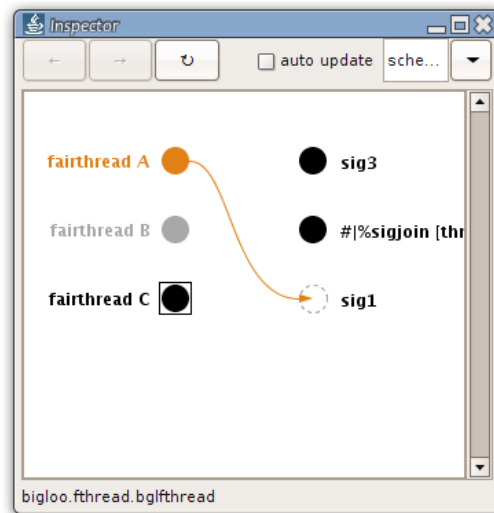 Inspector
← → ↻ auto update sche...
fairthread A sig3
fairthread B #|%sigjoin [thr
fairthread C sig1
bigloo.fthread.bglfthread